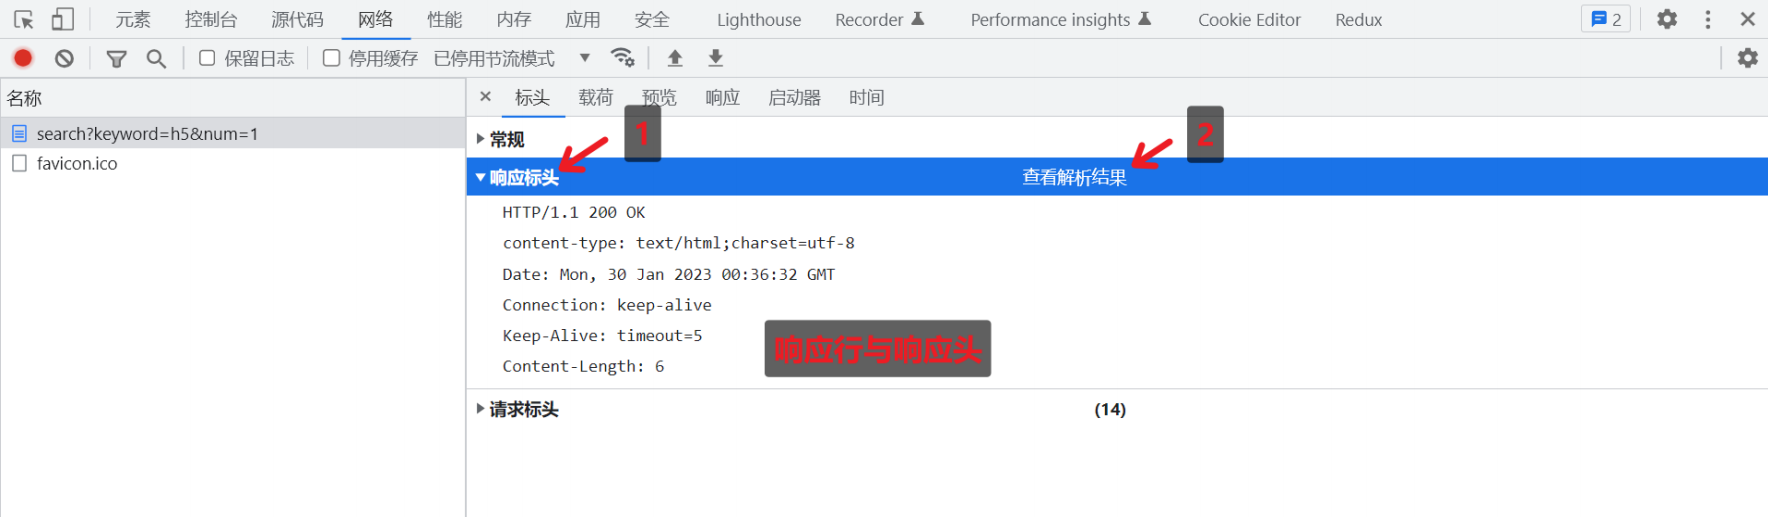 元素 控制台 源代码 网络 性能 内存 应用 安全 Lighthouse Recorder Performance insights Cookie Editor Redux 2
保留日志 停用缓存 已停用节流模式
名称
search?keyword=h5&num=1
favicon.ico
标头 载荷 预览 响应 启动器 时间
1
2
常规
响应标头 查看解析结果
HTTP/1.1 200 OK
content-type: text/html;charset=utf-8
Date: Mon, 30 Jan 2023 00:36:32 GMT
Connection: keep-alive
Keep-Alive: timeout=5
响应行与响应头
Content-Length: 6
请求标头 (14)